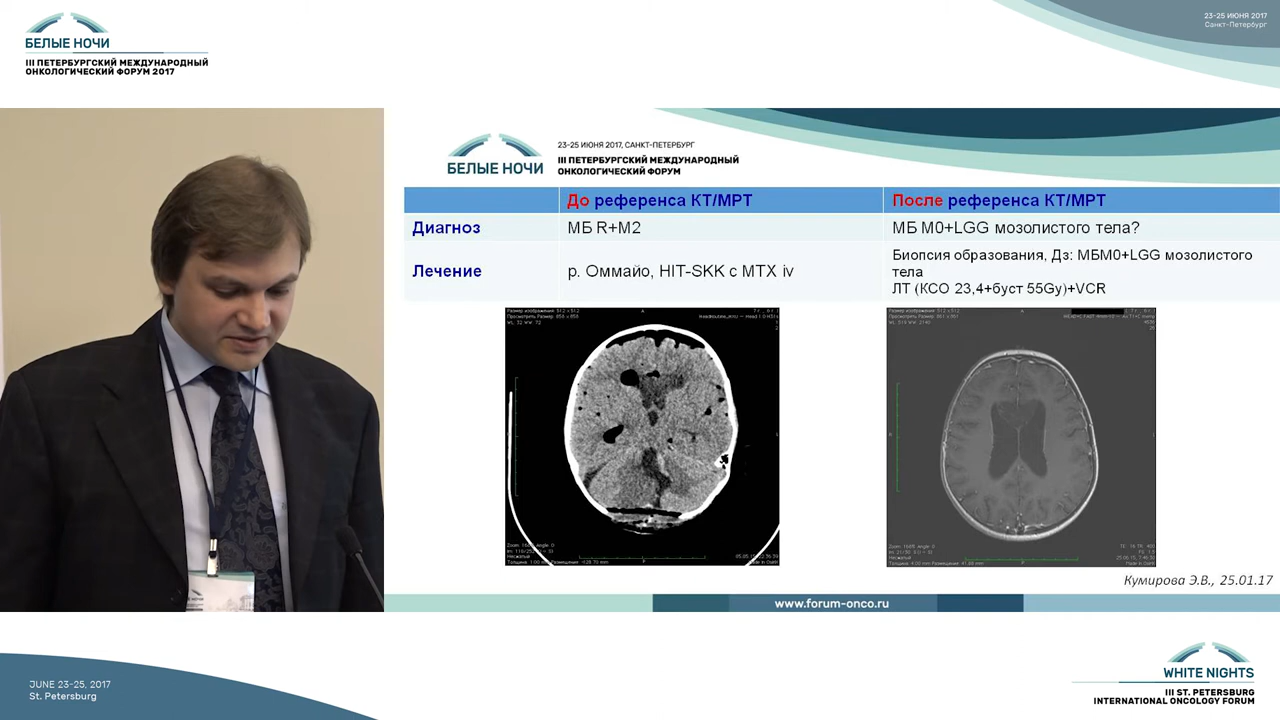 БЕЛЫЕ НОЧИ
III ПЕТЕРБУРГСКИЙ МЕЖДУНАРОДНЫЙ
ОНКОЛОГИЧЕСКИЙ ФОРУМ 2017
23-25 ИЮНЯ 2017
Санкт-Петербург
БЕЛЫЕ НОЧИ
23-25 ИЮНЯ 2017, САНКТ-ПЕТЕРБУРГ
III ПЕТЕРБУРГСКИЙ МЕЖДУНАРОДНЫЙ
ОНКОЛОГИЧЕСКИЙ ФОРУМ
До референса КТ/МРТ
После референса КТ/МРТ
Диагноз
МБ R+M2
МБ М0+LGG мозолистого тела?
Лечение
р. Оммайо, HIT-SKK с MTX iv
Биопсия образования, Дз: МБМ0+LGG мозолистого
тела
ЛТ (КСО 23,4+буст 55Gy)+VCR
Кумирова Э.В., 25.01.17
www.forum-onco.ru
JUNE 23-25, 2017
St. Petersburg
WHITE NIGHTS
III ST. PETERSBURG
INTERNATIONAL ONCOLOGY FORUM